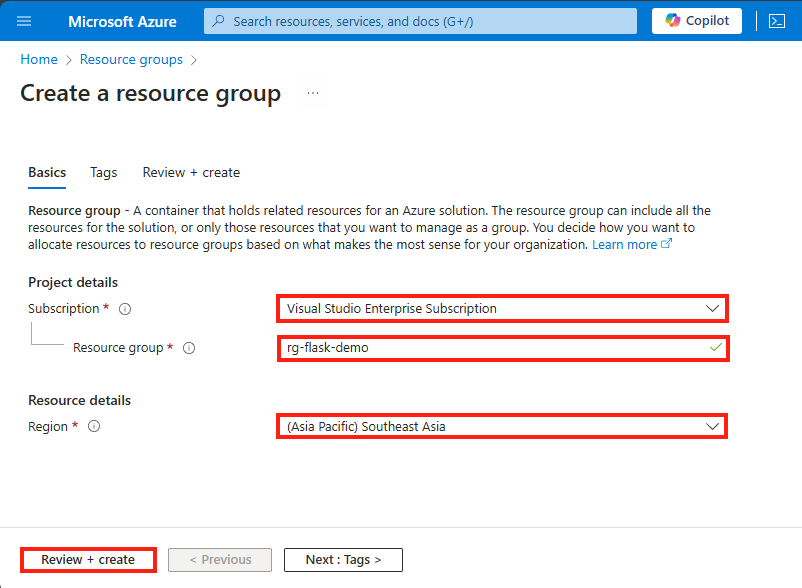 Microsoft Azure
Search resources, services, and docs (G+/)
Copilot
Home > Resource groups >
Create a resource group ...
Basics Tags Review + create
Resource group - A container that holds related resources for an Azure solution. The resource group can include all the
resources for the solution, or only those resources that you want to manage as a group. You decide how you want to
allocate resources to resource groups based on what makes the most sense for your organization. Learn more
Project details
Subscription *
Visual Studio Enterprise Subscription
Resource group *
rg-flask-demo
Resource details
Region *
(Asia Pacific) Southeast Asia
Review + create
< Previous
Next : Tags >